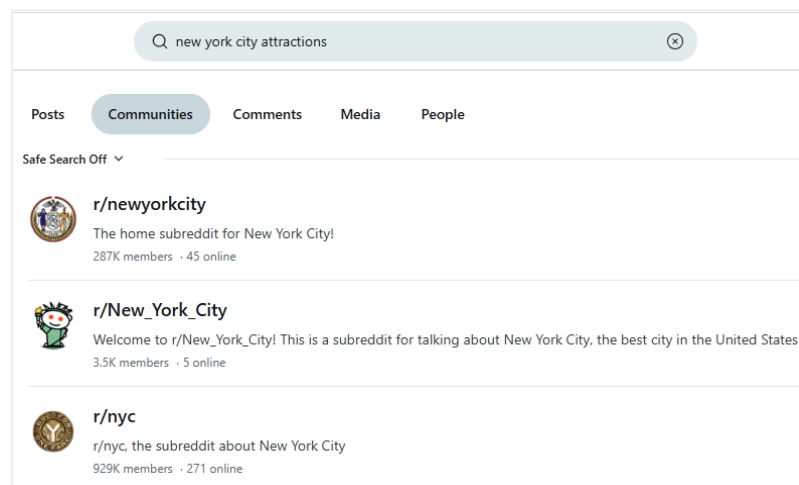 new york city attractions
Posts Communities Comments Media People
Safe Search Off
r/newyorkcity
The home subreddit for New York City!
287K members · 45 online
r/New_York_City
Welcome to r/New_York_City! This is a subreddit for talking about New York City, the best city in the United States
3.5K members · 5 online
r/nyc
r/nyc, the subreddit about New York City
929K members · 271 online